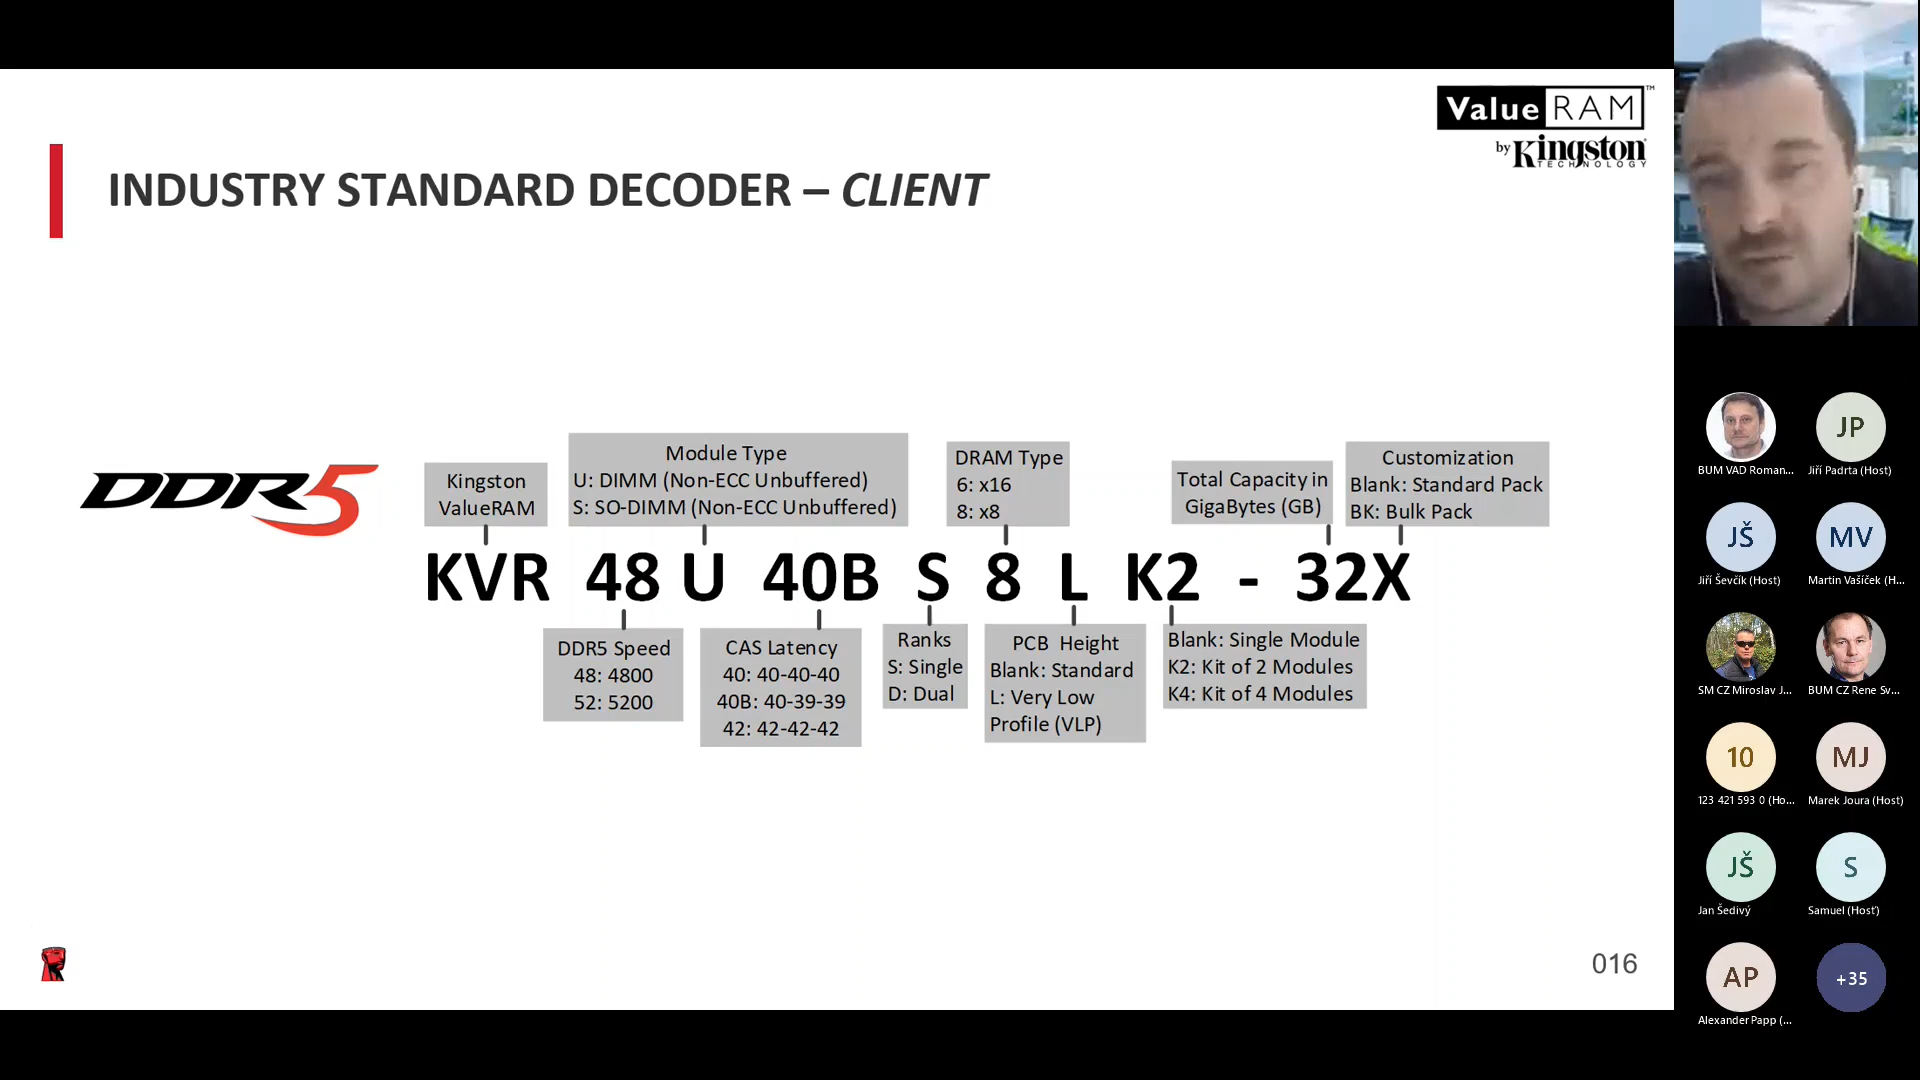 Value RAM™
by Kingston
TECHNOLOGY
INDUSTRY STANDARD DECODER – CLIENT
DDR5
Kingston
ValueRAM
Module Type
U: DIMM (Non-ECC Unbuffered)
S: SO-DIMM (Non-ECC Unbuffered)
DRAM Type
6: x16
8: x8
Total Capacity in
GigaBytes (GB)
Customization
Blank: Standard Pack
BK: Bulk Pack
KVR 48 U 40B S 8 L K2 - 32X
DDR5 Speed
48: 4800
52: 5200
CAS Latency
40: 40-40-40
40B: 40-39-39
42: 42-42-42
Ranks
S: Single
D: Dual
PCB Height
Blank: Standard
L: Very Low
Profile (VLP)
Blank: Single Module
K2: Kit of 2 Modules
K4: Kit of 4 Modules
016
BUM VAD Roman...
JP
Jiří Padrta (Host)
JŠ
Jiří Ševčík (Host)
MV
Martin Vašíček (H...
SM CZ Miroslav J...
BUM CZ Rene Sv...
10
123 421 593 0 (Ho...
MJ
Marek Joura (Host)
JŠ
Jan Šedivý
S
Samuel (Hosť)
AP
Alexander Papp (...
+35